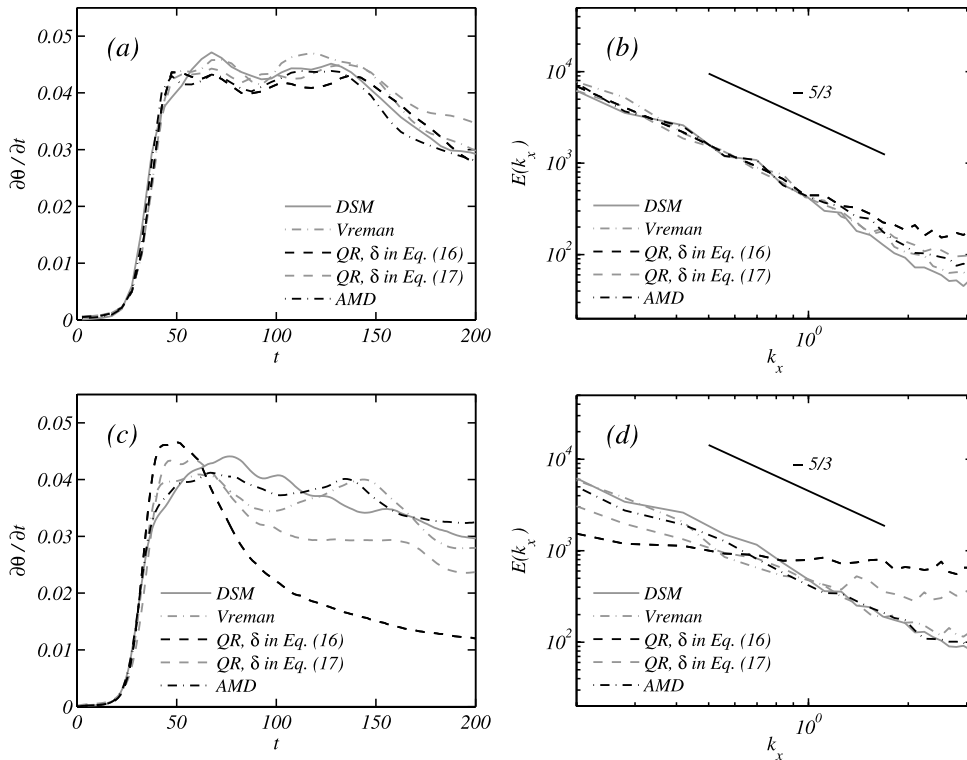 (a)
0.05
0.04
0.03
0.02
0.01
0
∂θ / ∂t
0 50 100 150 200
t
DSM
Vreman
QR, δ in Eq. (16)
QR, δ in Eq. (17)
AMD
(b)
10^4
10^3
10^2
E(k_x)
− 5/3
10^0
k_x
DSM
Vreman
QR, δ in Eq. (16)
QR, δ in Eq. (17)
AMD
(c)
0.05
0.04
0.03
0.02
0.01
0
∂θ / ∂t
0 50 100 150 200
t
DSM
Vreman
QR, δ in Eq. (16)
QR, δ in Eq. (17)
AMD
(d)
10^4
10^3
10^2
E(k_x)
− 5/3
10^0
k_x
DSM
Vreman
QR, δ in Eq. (16)
QR, δ in Eq. (17)
AMD